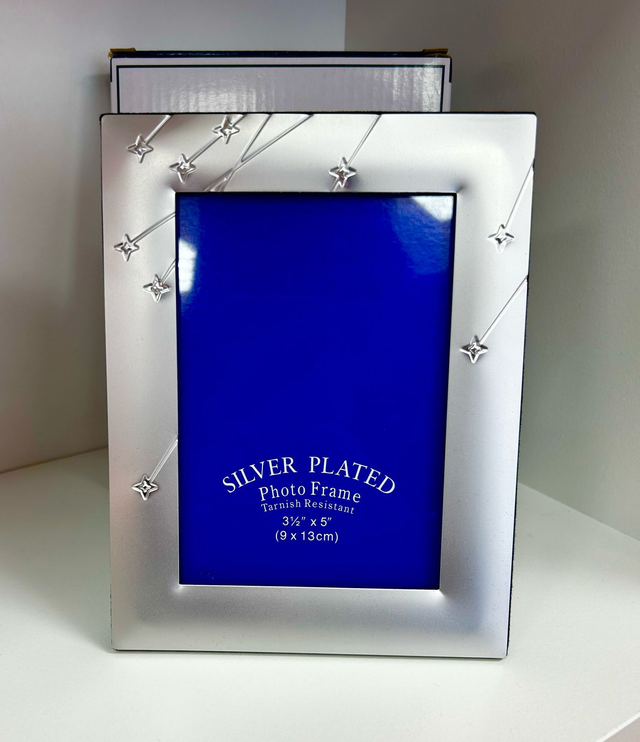 SILVER PLATED
Photo Frame
Tarnish Resistant
3½" x 5"
(9 x 13cm)